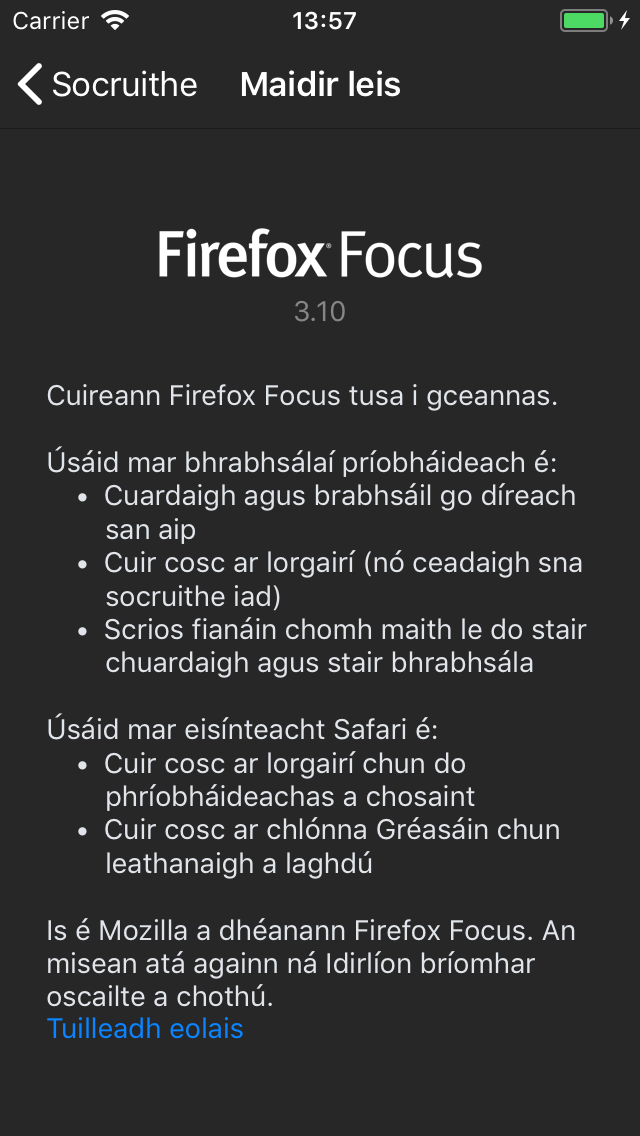 Carrier 13:57
Socruithe Maidir leis
Firefox Focus
3.10
Cuireann Firefox Focus tusa i gceannas.
Úsáid mar bhrabhsálaí príobháideach é:
• Cuardaigh agus brabhsáil go díreach
san aip
• Cuir cosc ar lorgairí (nó ceadaigh sna
socruithe iad)
• Scrios fianáin chomh maith le do stair
chuardaigh agus stair bhrabhsála
Úsáid mar eisínteacht Safari é:
• Cuir cosc ar lorgairí chun do
phríobháideachas a chosaint
• Cuir cosc ar chlónna Gréasáin chun
leathanaigh a laghdú
Is é Mozilla a dhéanann Firefox Focus. An
misean atá againn ná Idirlíon bríomhar
oscailte a chothú.
Tuilleadh eolais